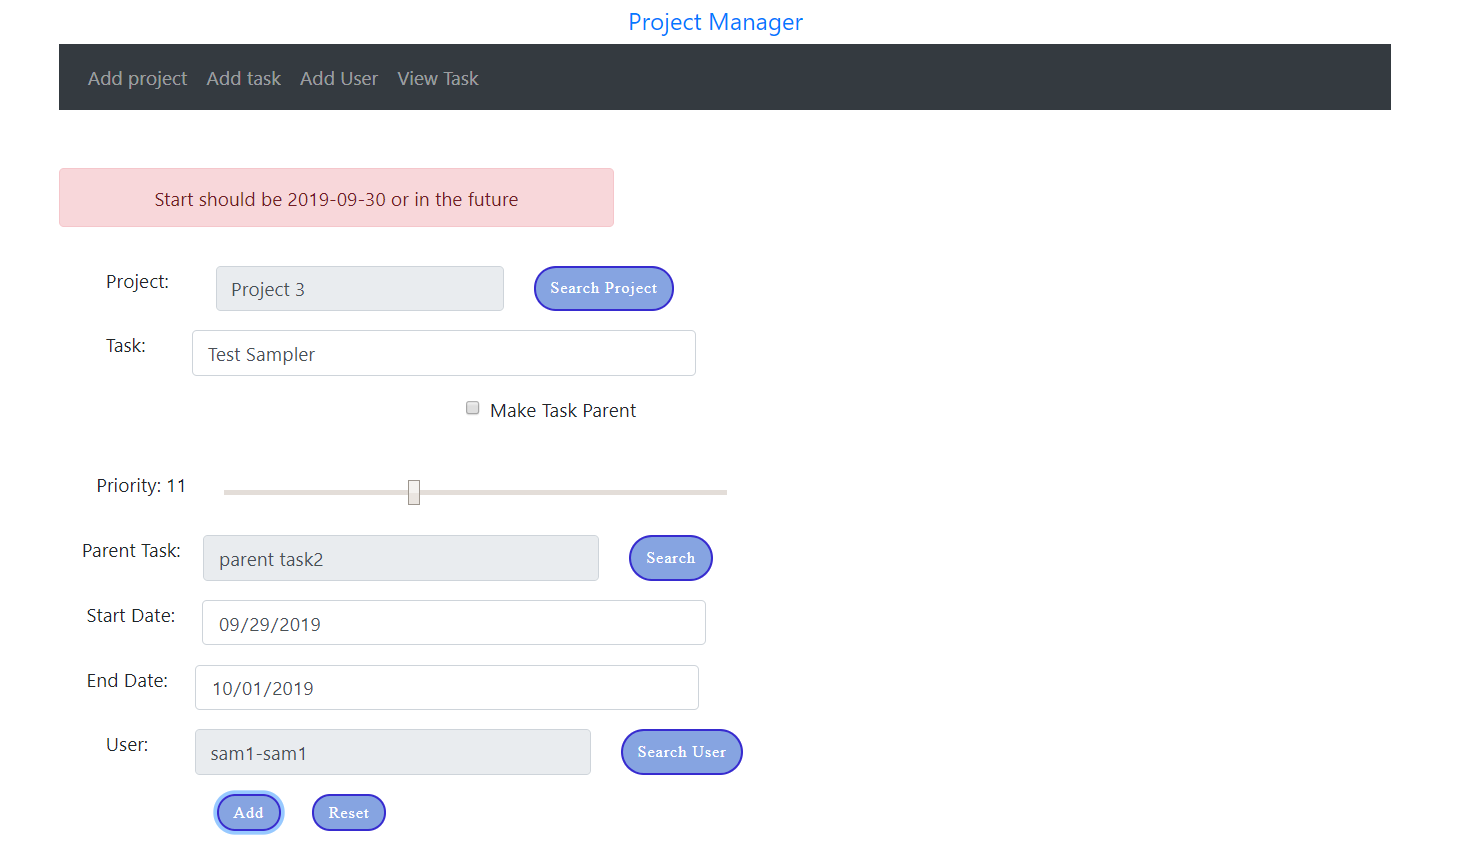 Project Manager
Add project Add task Add User View Task
Start should be 2019-09-30 or in the future
Project: Project 3 Search Project
Task: Test Sampler
Make Task Parent
Priority: 11
Parent Task: parent task2 Search
Start Date: 09/29/2019
End Date: 10/01/2019
User: sam1-sam1 Search User
Add Reset